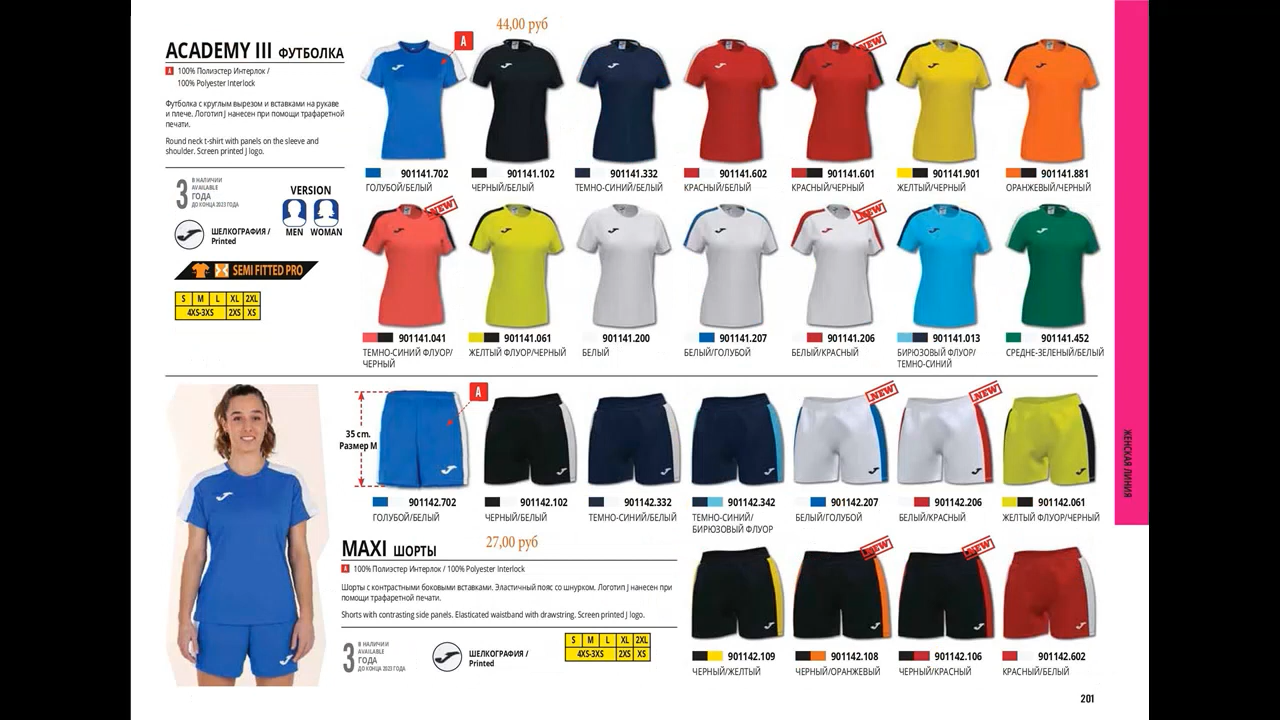 44,00 руб
ACADEMY III ФУТБОЛКА
A 100% Полиэстер Интерлок /
100% Polyester Interlock
Футболка с круглым вырезом и вставками на рукаве
и плече. Логотип J нанесен при помощи трафаретной
печати.
Round neck t-shirt with panels on the sleeve and
shoulder. Screen printed J logo.
3 В НАЛИЧИИ
AVAILABLE
ГОДА
ДО КОНЦА 2023 ГОДА
VERSION
MEN WOMAN
ШЕЛКОГРАФИЯ /
Printed
SEMI FITTED PRO
S M L XL 2XL
4XS-3XS 2XS XS
A
NEW
901141.702 901141.102 901141.332 901141.602 901141.601 901141.901 901141.881
ГОЛУБОЙ/БЕЛЫЙ ЧЕРНЫЙ/БЕЛЫЙ ТЕМНО-СИНИЙ/БЕЛЫЙ КРАСНЫЙ/БЕЛЫЙ КРАСНЫЙ/ЧЕРНЫЙ ЖЕЛТЫЙ/ЧЕРНЫЙ ОРАНЖЕВЫЙ/ЧЕРНЫЙ
NEW NEW
901141.041 901141.061 901141.200 901141.207 901141.206 901141.013 901141.452
ТЕМНО-СИНИЙ ФЛУОР/ ЖЕЛТЫЙ ФЛУОР/ЧЕРНЫЙ БЕЛЫЙ БЕЛЫЙ/ГОЛУБОЙ БЕЛЫЙ/КРАСНЫЙ БИРЮЗОВЫЙ ФЛУОР/ СРЕДНЕ-ЗЕЛЕНЫЙ/БЕЛЫЙ
ЧЕРНЫЙ ТЕМНО-СИНИЙ
A
NEW NEW
35 cm.
Размер M
901142.702 901142.102 901142.332 901142.342 901142.207 901142.206 901142.061
ГОЛУБОЙ/БЕЛЫЙ ЧЕРНЫЙ/БЕЛЫЙ ТЕМНО-СИНИЙ/БЕЛЫЙ ТЕМНО-СИНИЙ/ БЕЛЫЙ/ГОЛУБОЙ БЕЛЫЙ/КРАСНЫЙ ЖЕЛТЫЙ ФЛУОР/ЧЕРНЫЙ
БИРЮЗОВЫЙ ФЛУОР
MAXI ШОРТЫ
27,00 руб
A 100% Полиэстер Интерлок / 100% Polyester Interlock
Шорты с контрастными боковыми вставками. Эластичный пояс со шнурком. Логотип J нанесен при
помощи трафаретной печати.
Shorts with contrasting side panels. Elasticated waistband with drawstring. Screen printed J logo.
3 В НАЛИЧИИ
AVAILABLE
ГОДА
ДО КОНЦА 2023 ГОДА
ШЕЛКОГРАФИЯ /
Printed
S M L XL 2XL
4XS-3XS 2XS XS
NEW NEW
901142.109 901142.108 901142.106 901142.602
ЧЕРНЫЙ/ЖЕЛТЫЙ ЧЕРНЫЙ/ОРАНЖЕВЫЙ ЧЕРНЫЙ/КРАСНЫЙ КРАСНЫЙ/БЕЛЫЙ
ЖЕНСКАЯ ЛИНИЯ
201